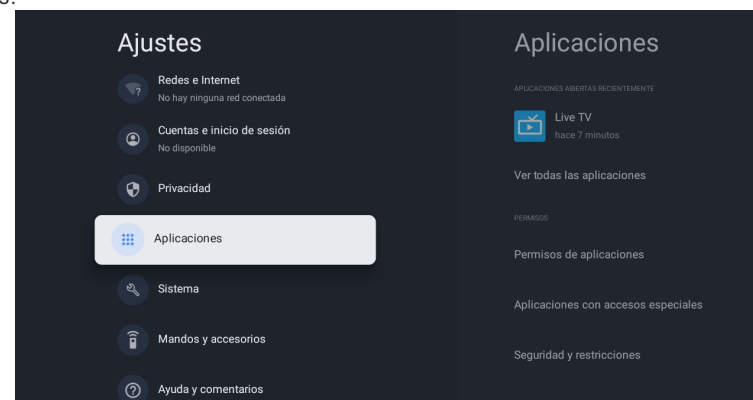 Ajustes
Redes e Internet
No hay ninguna red conectada
Cuentas e inicio de sesión
No disponible
Privacidad
Aplicaciones
Sistema
Mandos y accesorios
Ayuda y comentarios
Aplicaciones
APLICACIONES ABIERTAS RECIENTEMENTE
Live TV
hace 7 minutos
Ver todas las aplicaciones
PERMISOS
Permisos de aplicaciones
Aplicaciones con accesos especiales
Seguridad y restricciones